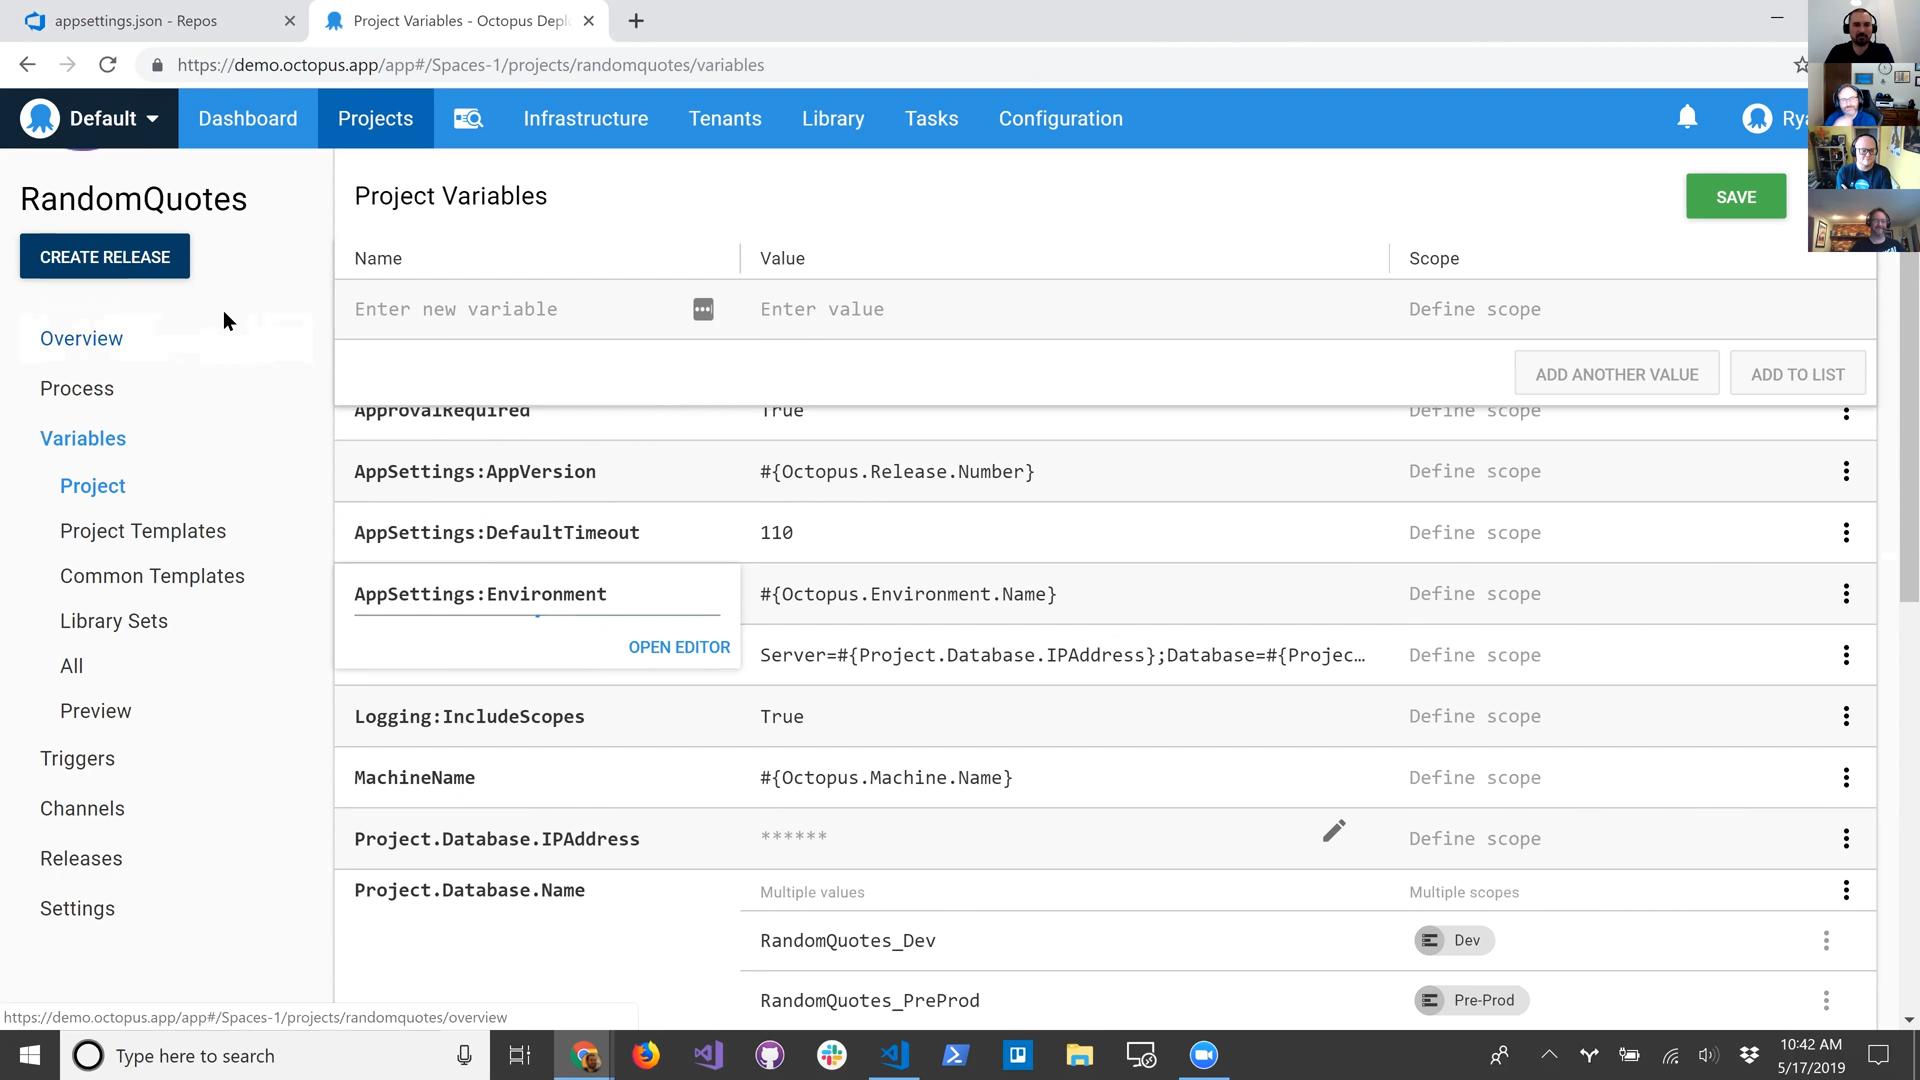 appsettings.json - Repos
Project Variables - Octopus Depl
https://demo.octopus.app/app#/Spaces-1/projects/randomquotes/variables
Default
Dashboard
Projects
Infrastructure
Tenants
Library
Tasks
Configuration
Rya
RandomQuotes
CREATE RELEASE
Overview
Process
Variables
Project
Project Templates
Common Templates
Library Sets
All
Preview
Triggers
Channels
Releases
Settings
Project Variables
SAVE
Name
Value
Scope
Enter new variable
Enter value
Define scope
ADD ANOTHER VALUE
ADD TO LIST
ApprovalRequired
True
Define scope
AppSettings:AppVersion
#{Octopus.Release.Number}
Define scope
AppSettings:DefaultTimeout
110
Define scope
AppSettings:Environment
#{Octopus.Environment.Name}
Define scope
OPEN EDITOR
Server=#{Project.Database.IPAddress};Database=#{Projec...
Define scope
Logging:IncludeScopes
True
Define scope
MachineName
#{Octopus.Machine.Name}
Define scope
Project.Database.IPAddress
******
Define scope
Project.Database.Name
Multiple values
Multiple scopes
RandomQuotes_Dev
Dev
RandomQuotes_PreProd
Pre-Prod
https://demo.octopus.app/app#/Spaces-1/projects/randomquotes/overview
Type here to search
10:42 AM
5/17/2019